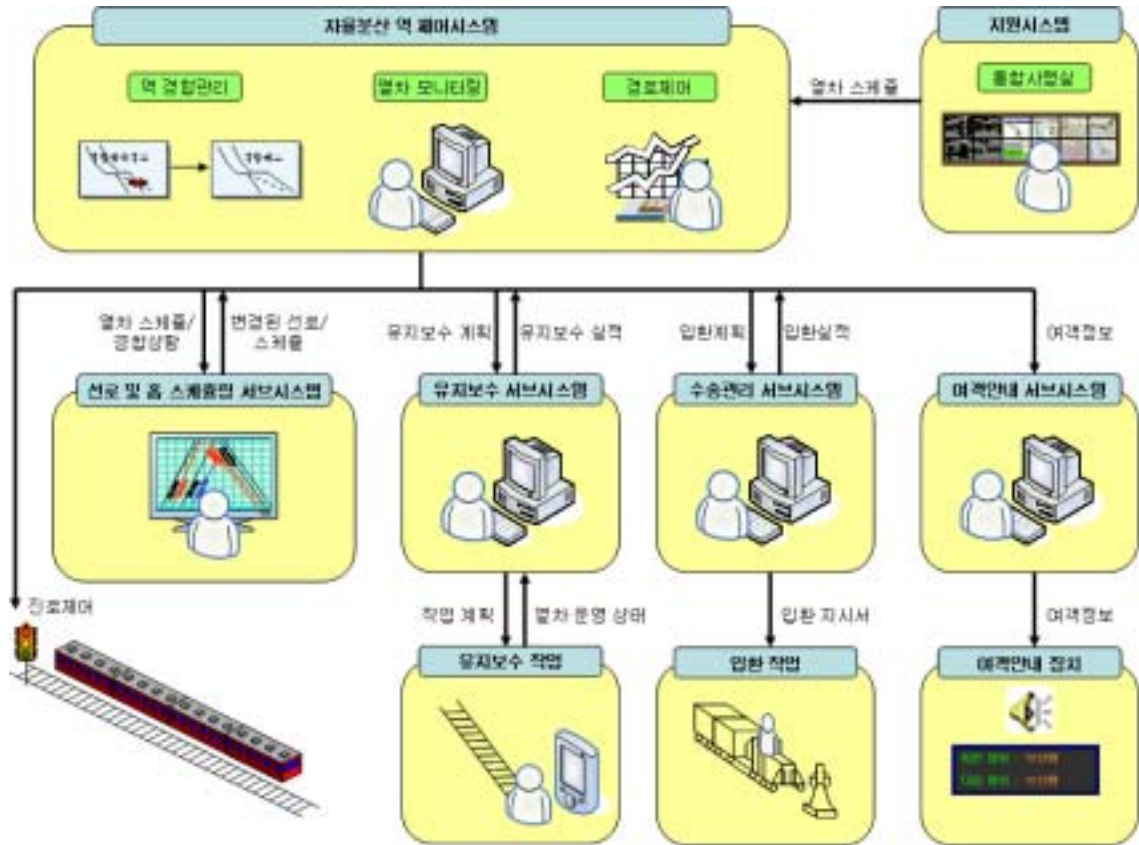 자율분산 역 제어시스템
지원시스템
역 경합관리
열차 모니터링
경로제어
통합사령실
열차 스케줄
열차 스케줄/
경합상황
변경된 선로/
스케줄
유지보수 계획
유지보수 실적
입환계획
입환실적
여객정보
선로 및 홈 스케쥴링 서브시스템
유지보수 서브시스템
수송관리 서브시스템
여객안내 서브시스템
진로제어
작업 계획
열차 운영 상태
입환 지시서
여객정보
유지보수 작업
입환 작업
여객안내 장치